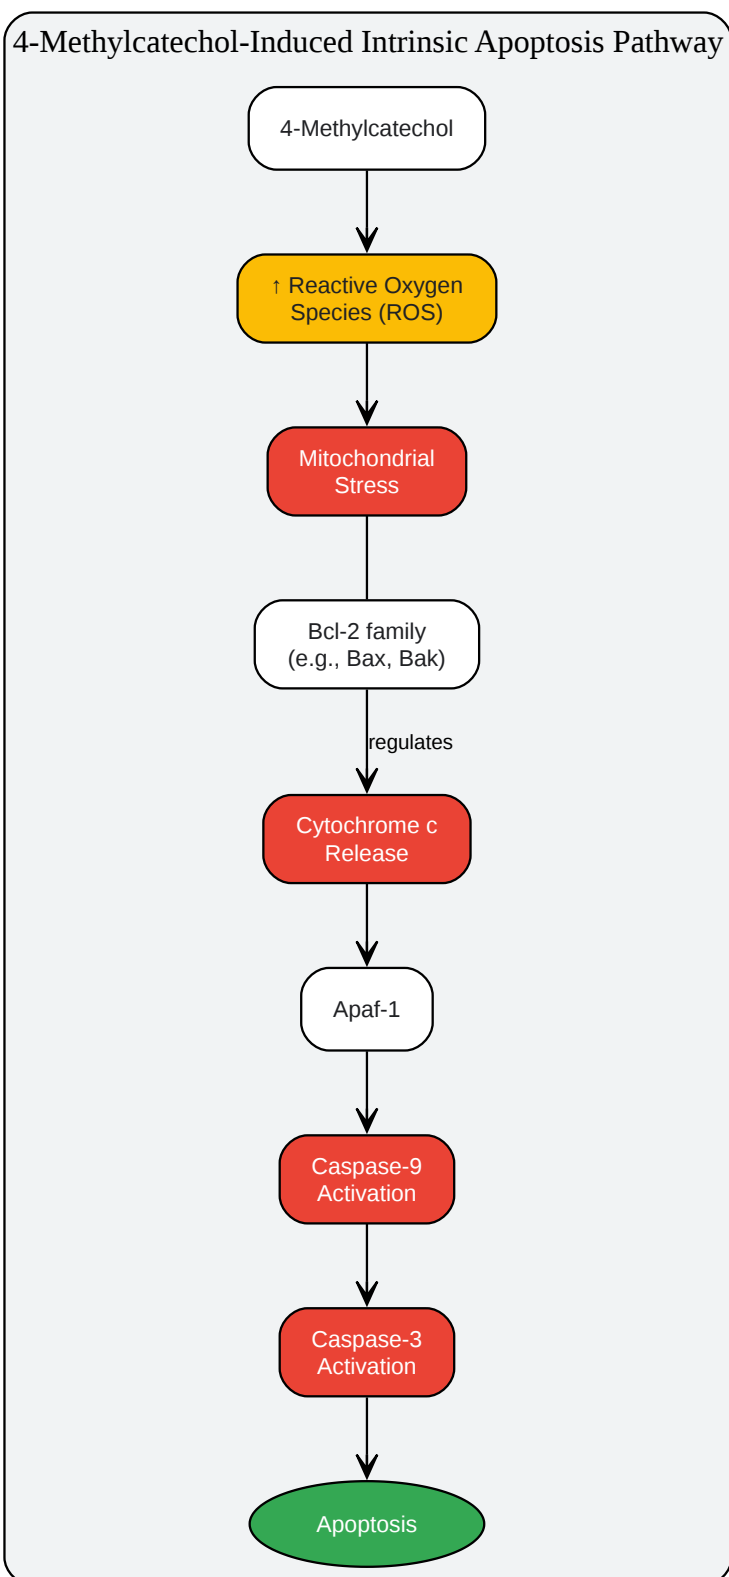 4-Methylcatechol-Induced Intrinsic Apoptosis Pathway
4-Methylcatechol
↑ Reactive Oxygen
Species (ROS)
Mitochondrial
Stress
Bcl-2 family
(e.g., Bax, Bak)
regulates
Cytochrome c
Release
Apaf-1
Caspase-9
Activation
Caspase-3
Activation
Apoptosis